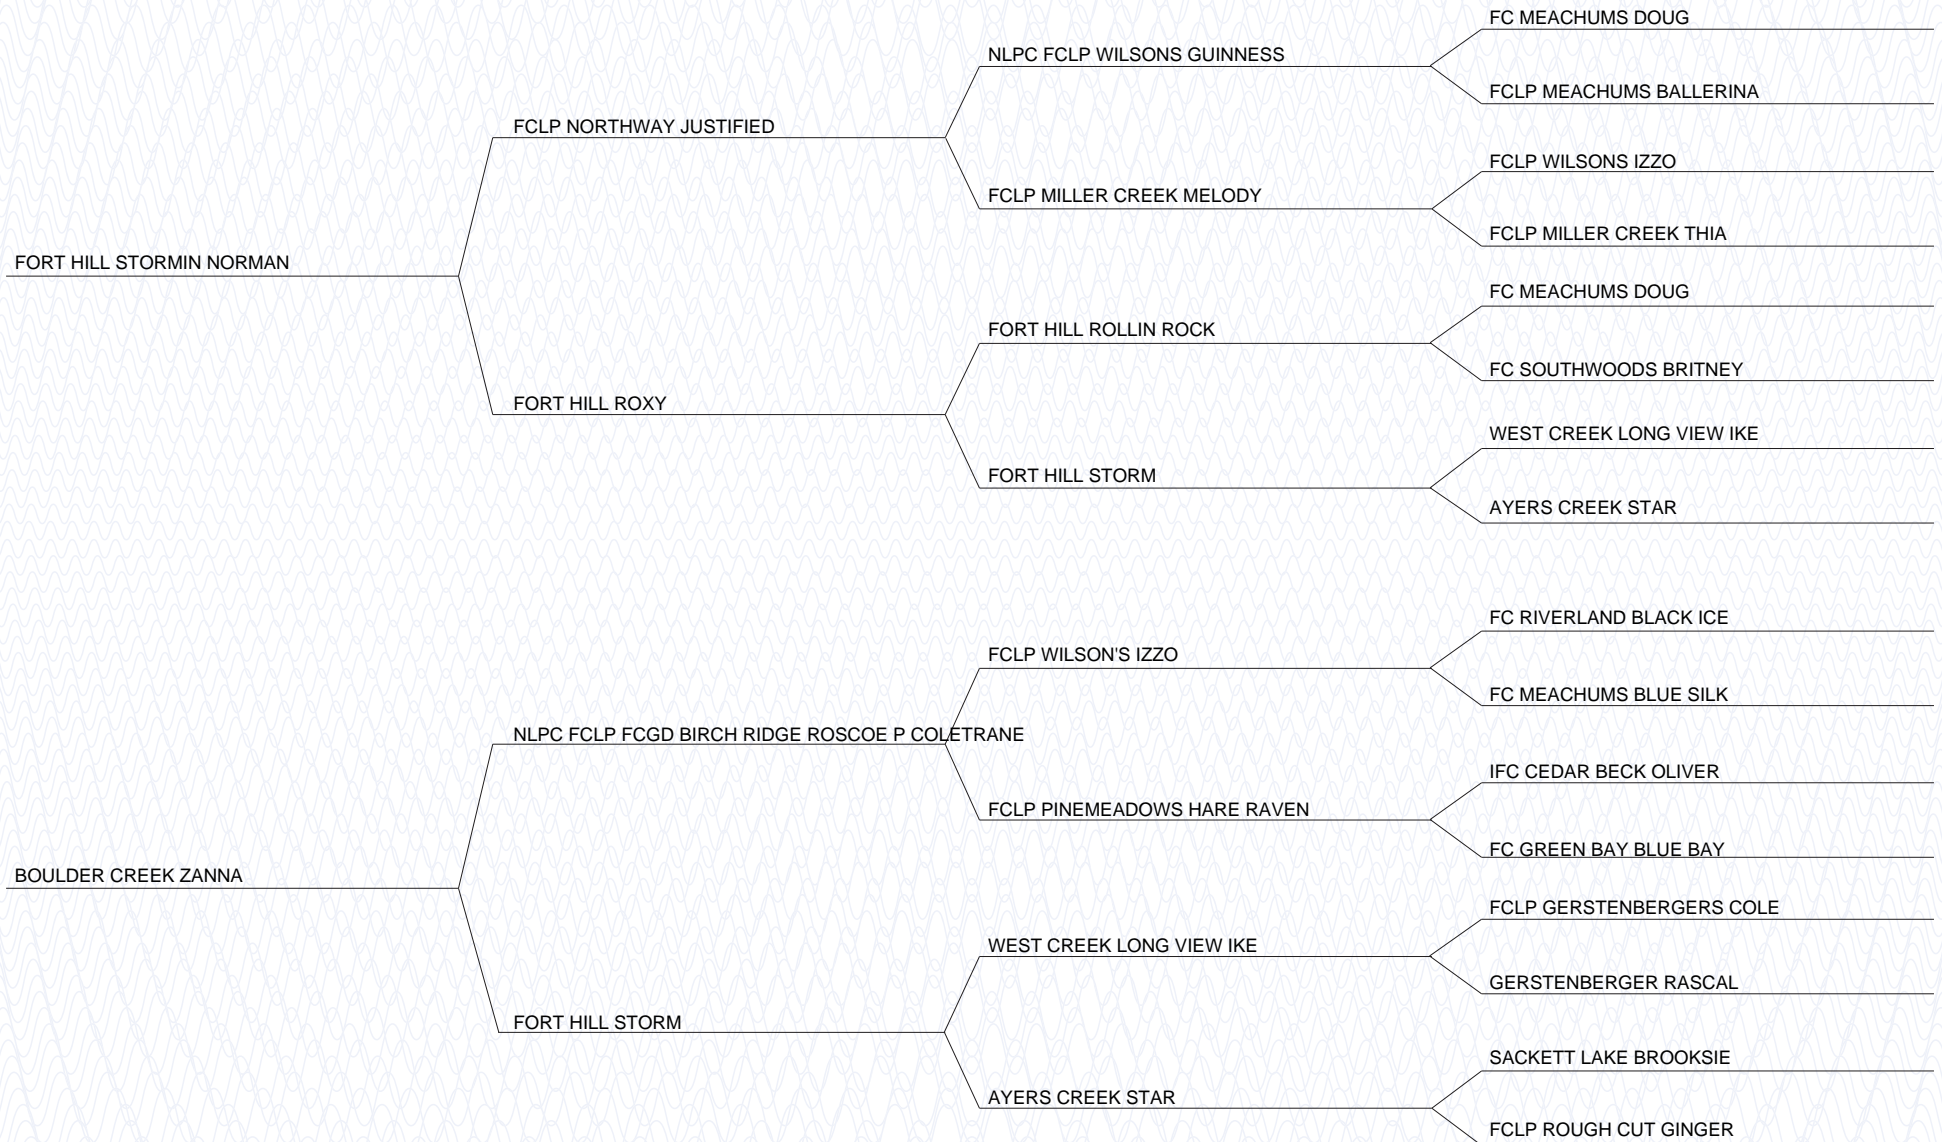 FC MEACHUMS DOUG
NLPC FCLP WILSONS GUINNESS
FCLP MEACHUMS BALLERINA
FCLP NORTHWAY JUSTIFIED
FCLP WILSONS IZZO
FCLP MILLER CREEK MELODY
FCLP MILLER CREEK THIA
FORT HILL STORMIN NORMAN
FC MEACHUMS DOUG
FORT HILL ROLLIN ROCK
FC SOUTHWOODS BRITNEY
FORT HILL ROXY
WEST CREEK LONG VIEW IKE
FORT HILL STORM
AYERS CREEK STAR
FC RIVERLAND BLACK ICE
FCLP WILSON'S IZZO
FC MEACHUMS BLUE SILK
NLPC FCLP FCGD BIRCH RIDGE ROSCOE P COLETRANE
IFC CEDAR BECK OLIVER
FCLP PINEMEADOWS HARE RAVEN
FC GREEN BAY BLUE BAY
BOULDER CREEK ZANNA
FCLP GERSTENBERGERS COLE
WEST CREEK LONG VIEW IKE
GERSTENBERGER RASCAL
FORT HILL STORM
SACKETT LAKE BROOKSIE
AYERS CREEK STAR
FCLP ROUGH CUT GINGER